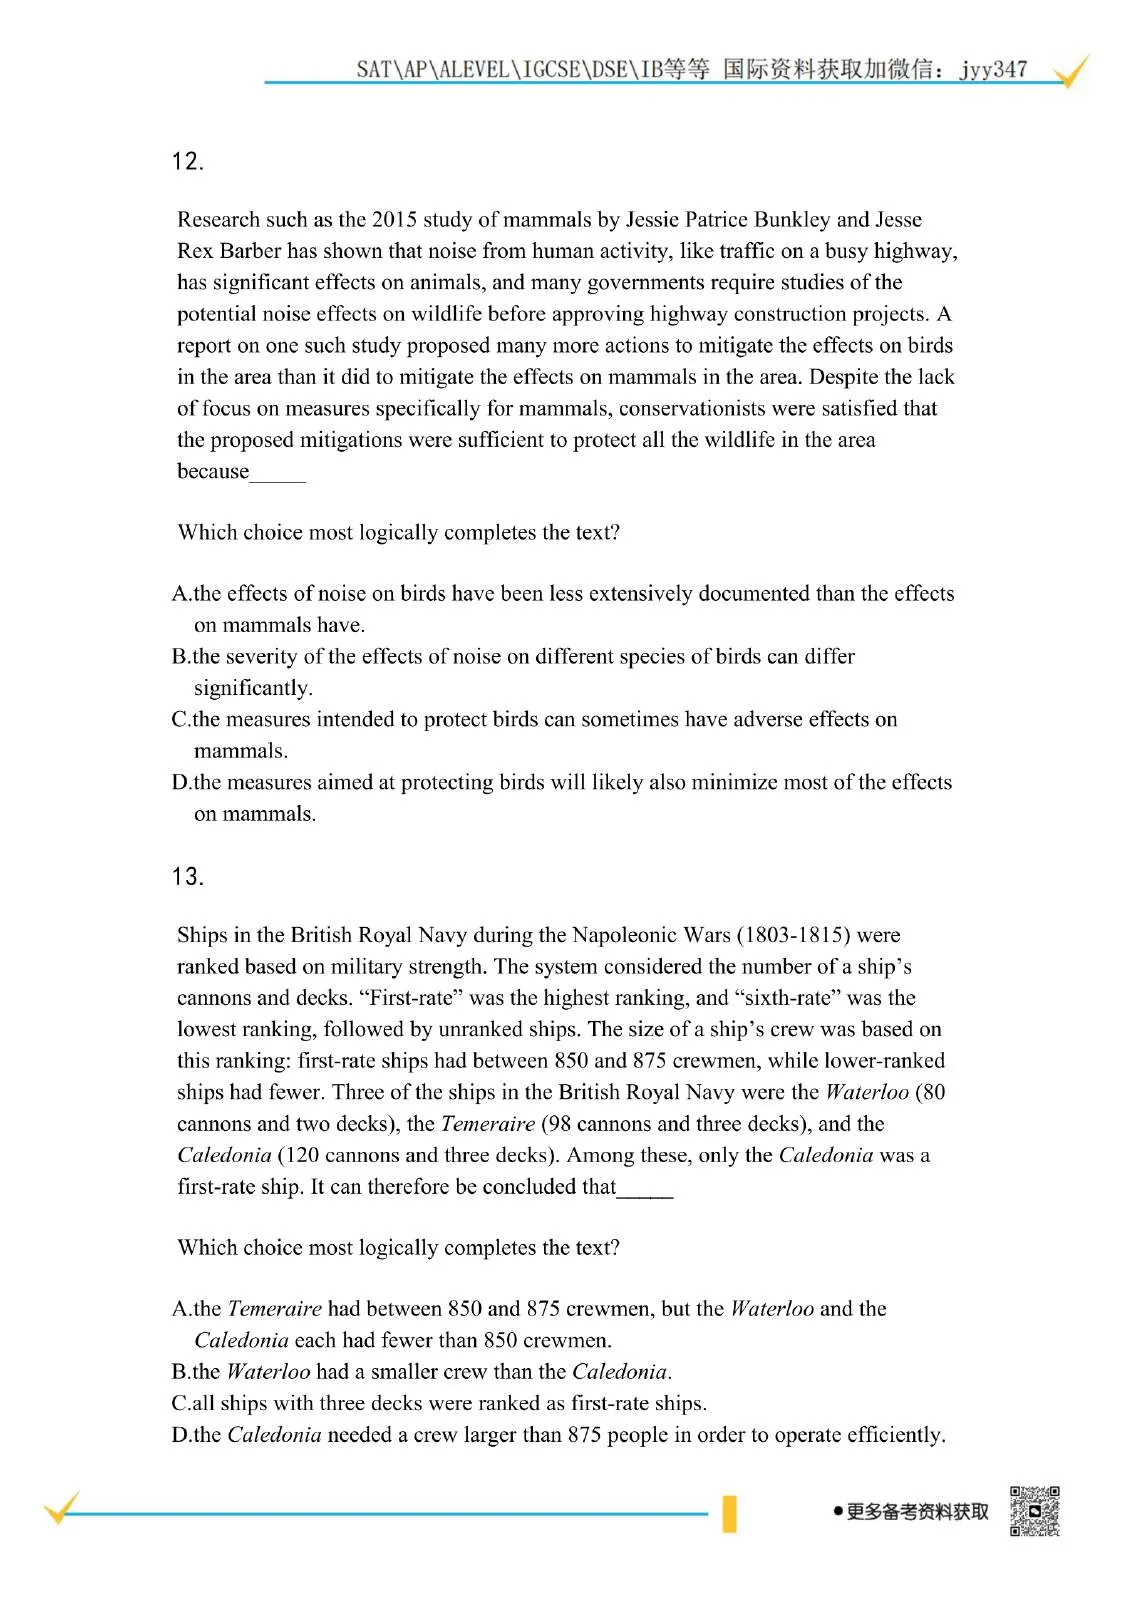 SAT\AP\ALEVEL\IGCSE\DSE\IB等等 国际资料获取加微信：jyy347
12.
Research such as the 2015 study of mammals by Jessie Patrice Bunkley and Jesse
Rex Barber has shown that noise from human activity, like traffic on a busy highway,
has significant effects on animals, and many governments require studies of the
potential noise effects on wildlife before approving highway construction projects. A
report on one such study proposed many more actions to mitigate the effects on birds
in the area than it did to mitigate the effects on mammals in the area. Despite the lack
of focus on measures specifically for mammals, conservationists were satisfied that
the proposed mitigations were sufficient to protect all the wildlife in the area
because_____
Which choice most logically completes the text?
A.the effects of noise on birds have been less extensively documented than the effects
on mammals have.
B.the severity of the effects of noise on different species of birds can differ
significantly.
C.the measures intended to protect birds can sometimes have adverse effects on
mammals.
D.the measures aimed at protecting birds will likely also minimize most of the effects
on mammals.
13.
Ships in the British Royal Navy during the Napoleonic Wars (1803-1815) were
ranked based on military strength. The system considered the number of a ship’s
cannons and decks. “First-rate” was the highest ranking, and “sixth-rate” was the
lowest ranking, followed by unranked ships. The size of a ship’s crew was based on
this ranking: first-rate ships had between 850 and 875 crewmen, while lower-ranked
ships had fewer. Three of the ships in the British Royal Navy were the Waterloo (80
cannons and two decks), the Temeraire (98 cannons and three decks), and the
Caledonia (120 cannons and three decks). Among these, only the Caledonia was a
first-rate ship. It can therefore be concluded that_____
Which choice most logically completes the text?
A.the Temeraire had between 850 and 875 crewmen, but the Waterloo and the
Caledonia each had fewer than 850 crewmen.
B.the Waterloo had a smaller crew than the Caledonia.
C.all ships with three decks were ranked as first-rate ships.
D.the Caledonia needed a crew larger than 875 people in order to operate efficiently.
●更多备考资料获取